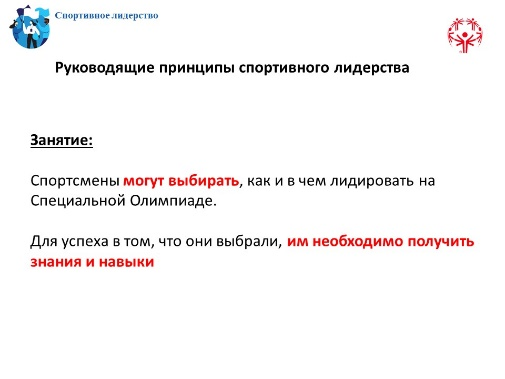 Спортивное лидерство
Руководящие принципы спортивного лидерства
Занятие:
Спортсмены могут выбирать, как и в чем лидировать на
Специальной Олимпиаде.
Для успеха в том, что они выбрали, им необходимо получить
знания и навыки